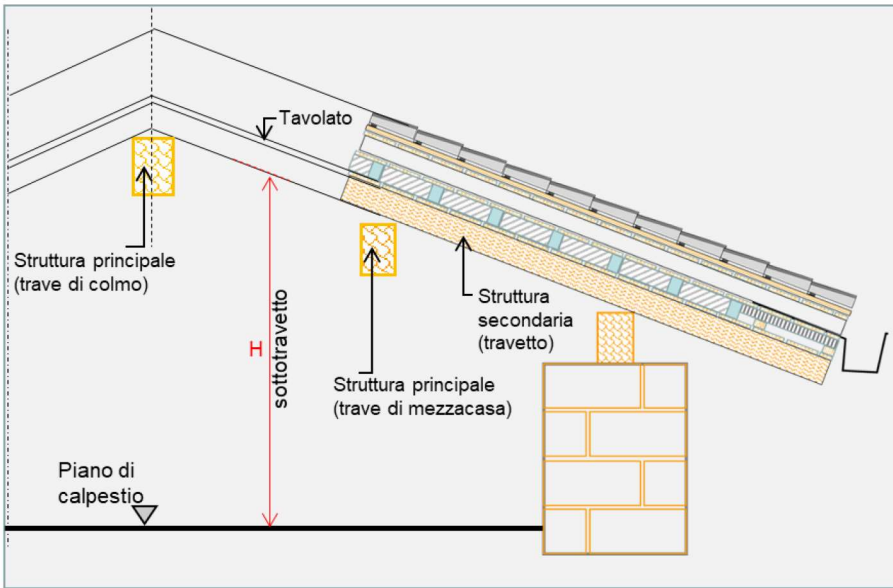 Tavolato
Struttura principale
(trave di colmo)
Struttura
secondaria
(travetto)
H
sottotravetto
Struttura principale
(trave di mezzacasa)
Piano di
calpestio